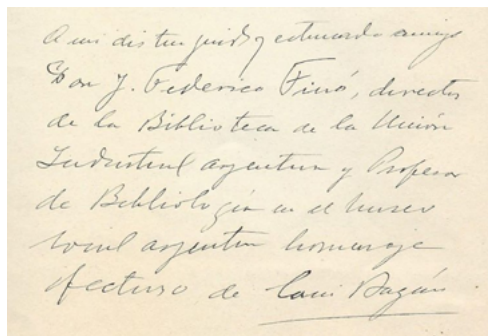 A mi distinguido y estimado amigo
Don J. Federico Finó, director
de la Biblioteca de la Unión
Industrial argentina y Profesor
de Bibliología en el museo
social argentino homenaje
afectuoso de